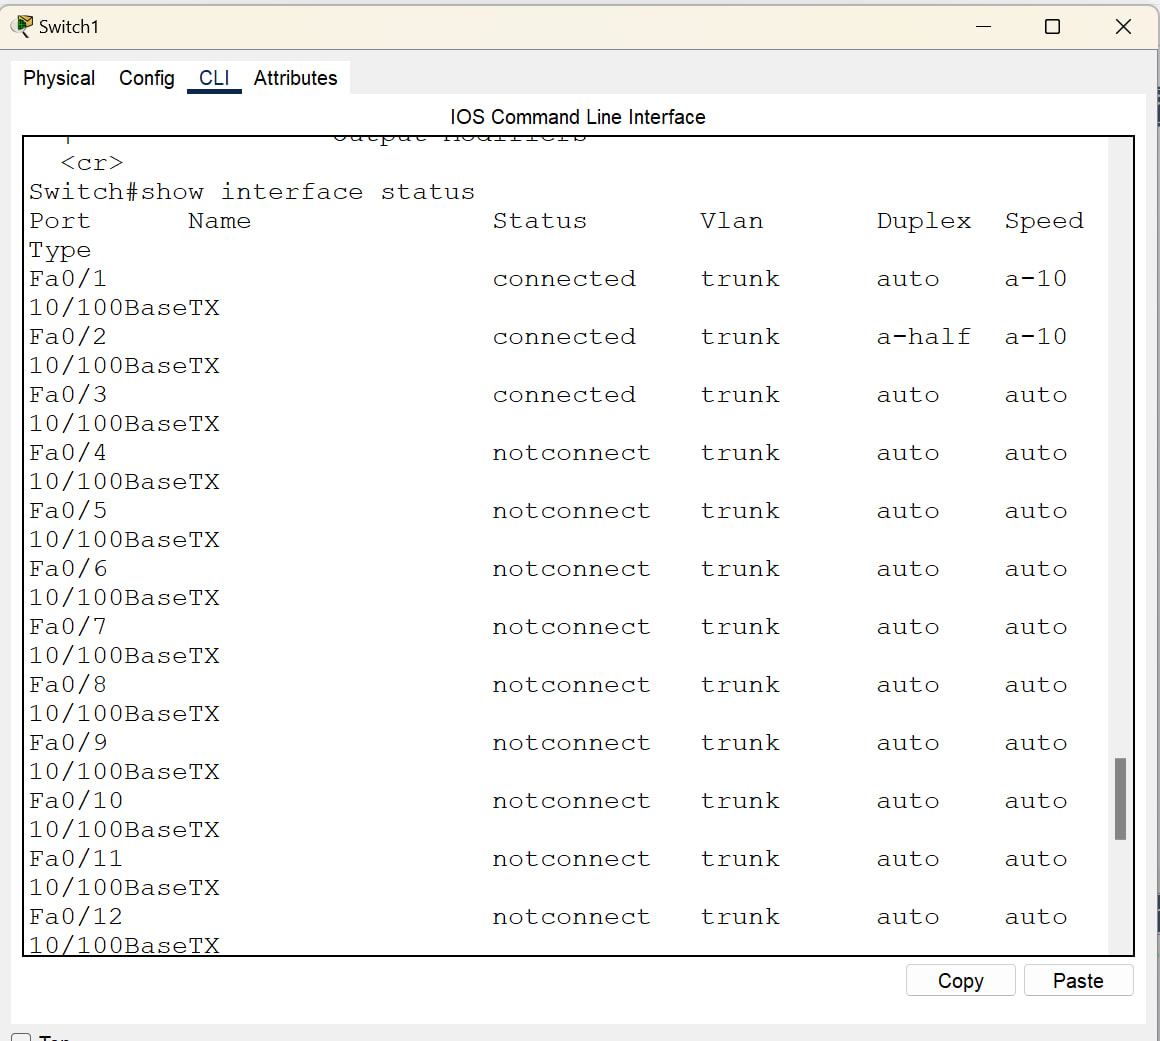 Switch1
Physical Config CLI Attributes
IOS Command Line Interface
<cr>
Switch#show interface status
Port Name Status Vlan Duplex Speed
Type
Fa0/1 connected trunk auto a-10
10/100BaseTX
Fa0/2 connected trunk a-half a-10
10/100BaseTX
Fa0/3 connected trunk auto auto
10/100BaseTX
Fa0/4 notconnect trunk auto auto
10/100BaseTX
Fa0/5 notconnect trunk auto auto
10/100BaseTX
Fa0/6 notconnect trunk auto auto
10/100BaseTX
Fa0/7 notconnect trunk auto auto
10/100BaseTX
Fa0/8 notconnect trunk auto auto
10/100BaseTX
Fa0/9 notconnect trunk auto auto
10/100BaseTX
Fa0/10 notconnect trunk auto auto
10/100BaseTX
Fa0/11 notconnect trunk auto auto
10/100BaseTX
Fa0/12 notconnect trunk auto auto
10/100BaseTX
Copy Paste